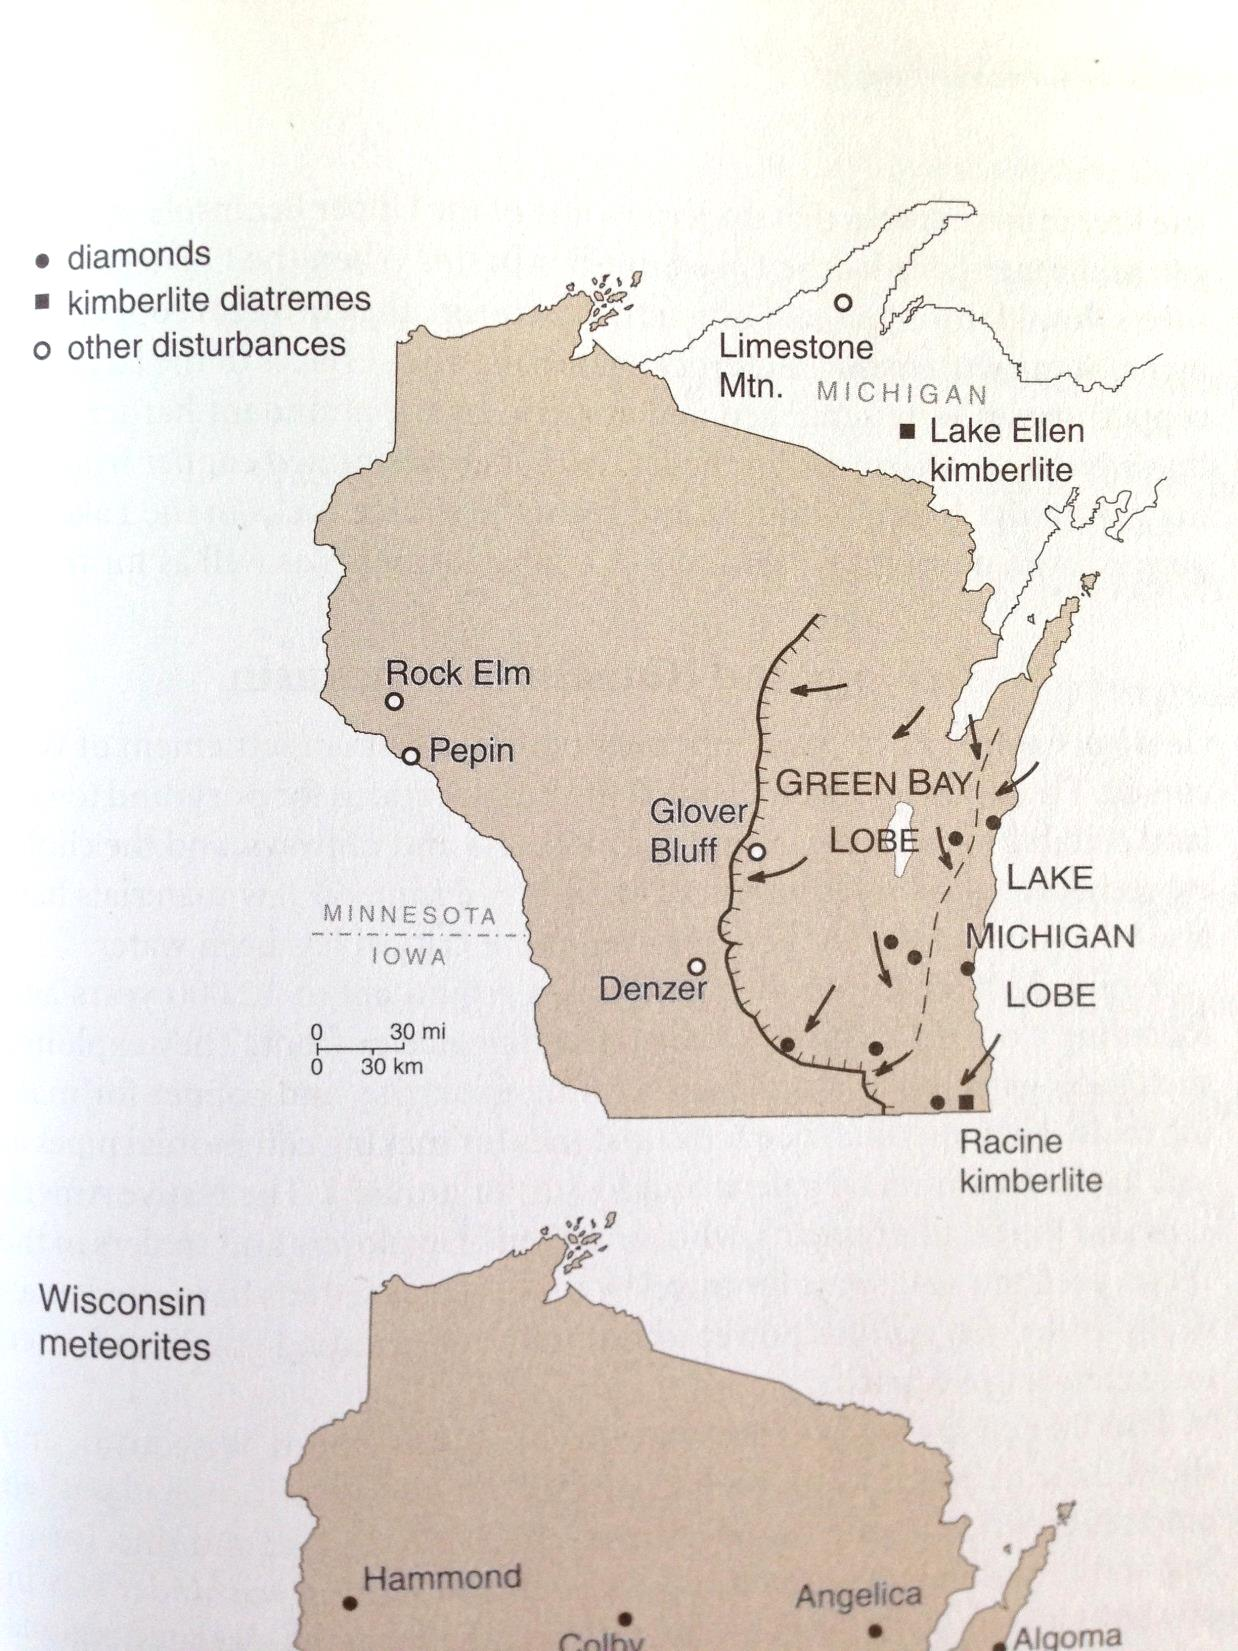 diamonds
kimberlite diatremes
other disturbances
Limestone
Mtn.
MICHIGAN
Lake Ellen
kimberlite
Rock Elm
Pepin
GREEN BAY
LOBE
Glover
Bluff
LAKE
MICHIGAN
LOBE
MINNESOTA
IOWA
Denzer
0 30 mi
0 30 km
Racine
kimberlite
Wisconsin
meteorites
Hammond
Angelica
Colby
Algoma